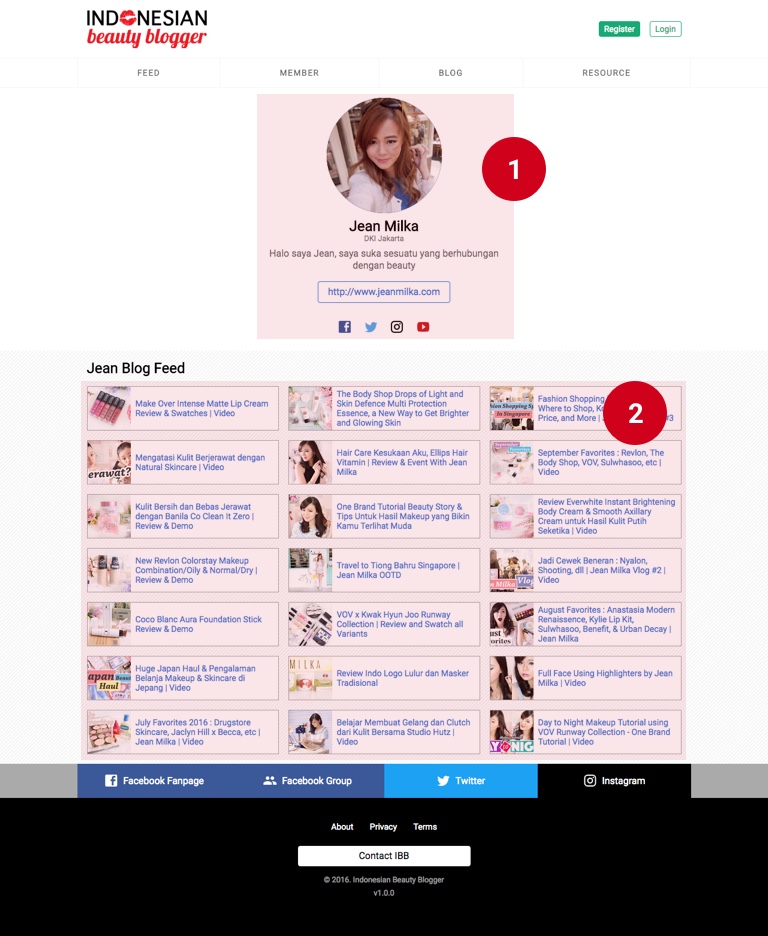 INDONESIAN
beauty blogger
Register
Login
FEED
MEMBER
BLOG
RESOURCE
1
Jean Milka
DKI Jakarta
Halo saya Jean, saya suka sesuatu yang berhubungan
dengan beauty
http://www.jeanmilka.com
Jean Blog Feed
2
Make Over Intense Matte Lip Cream
Review & Swatches | Video
The Body Shop Drops of Light and
Skin Defence Multi Protection
Essence, a New Way to Get Brighter
and Glowing Skin
In Singapore
Fashion Shopping
Where to Shop,
Price, and More | #3
erawat?
Mengatasi Kulit Berjerawat dengan
Natural Skincare | Video
Hair Care Kesukaan Aku, Ellips Hair
Vitamin | Review & Event With Jean
Milka
September Favorites : Revlon, The
Body Shop, VOV, Sulwhasoo, etc |
Video
Kulit Bersih dan Bebas Jerawat
dengan Banila Co Clean It Zero |
Review & Demo
One Brand Tutorial Beauty Story &
Tips Untuk Hasil Makeup yang Bikin
Kamu Terlihat Muda
Review Everwhite Instant Brightening
Body Cream & Smooth Axillary
Cream untuk Hasil Kulit Putih
Seketika | Video
New Revlon Colorstay Makeup
Combination/Oily & Normal/Dry |
Review & Demo
Travel to Tiong Bahru Singapore |
Jean Milka OOTD
Jadi Cewek Beneran : Nyalon,
Shooting, dll | Jean Milka Vlog #2 |
Video
Coco Blanc Aura Foundation Stick
Review & Demo
VOV x Kwak Hyun Joo Runway
Collection | Review and Swatch all
Variants
August Favorites : Anastasia Modern
Renaissence, Kylie Lip Kit,
Sulwhasoo, Benefit, & Urban Decay |
Jean Milka
apan
Haul
Huge Japan Haul & Pengalaman
Belanja Makeup & Skincare di
Jepang | Video
MILKA
Review Indo Logo Lulur dan Masker
Tradisional
Full Face Using Highlighters by Jean
Milka | Video
July Favorites 2016 : Drugstore
Skincare, Jaclyn Hill x Becca, etc |
Jean Milka | Video
Belajar Membuat Gelang dan Clutch
dari Kulit Bersama Studio Hutz |
Video
Day to Night Makeup Tutorial using
VOV Runway Collection - One Brand
Tutorial | Video
Facebook Fanpage
Facebook Group
Twitter
Instagram
About
Privacy
Terms
Contact IBB
© 2016. Indonesian Beauty Blogger
v1.0.0